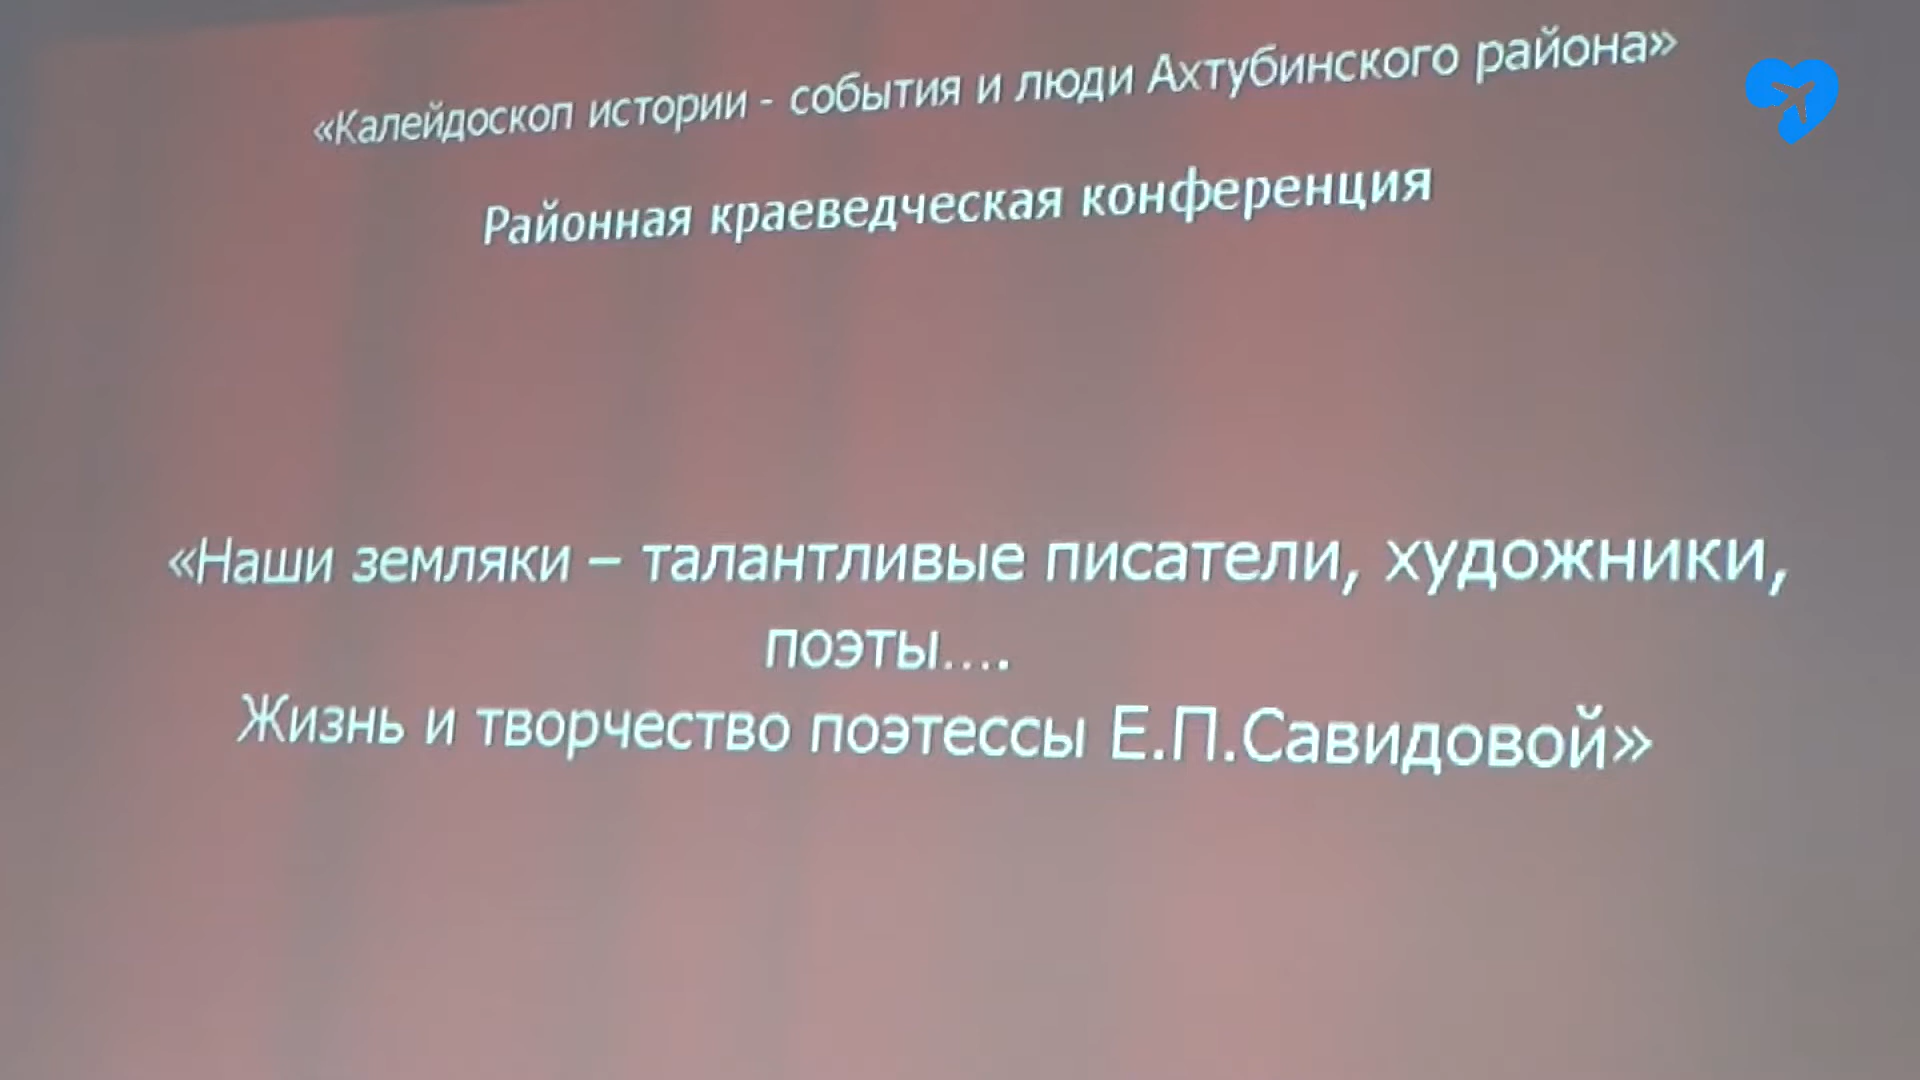 «Калейдоскоп истории - события и люди Ахтубинского района»
Районная краеведческая конференция
«Наши земляки – талантливые писатели, художники,
поэты....
Жизнь и творчество поэтессы Е.П.Савидовой»